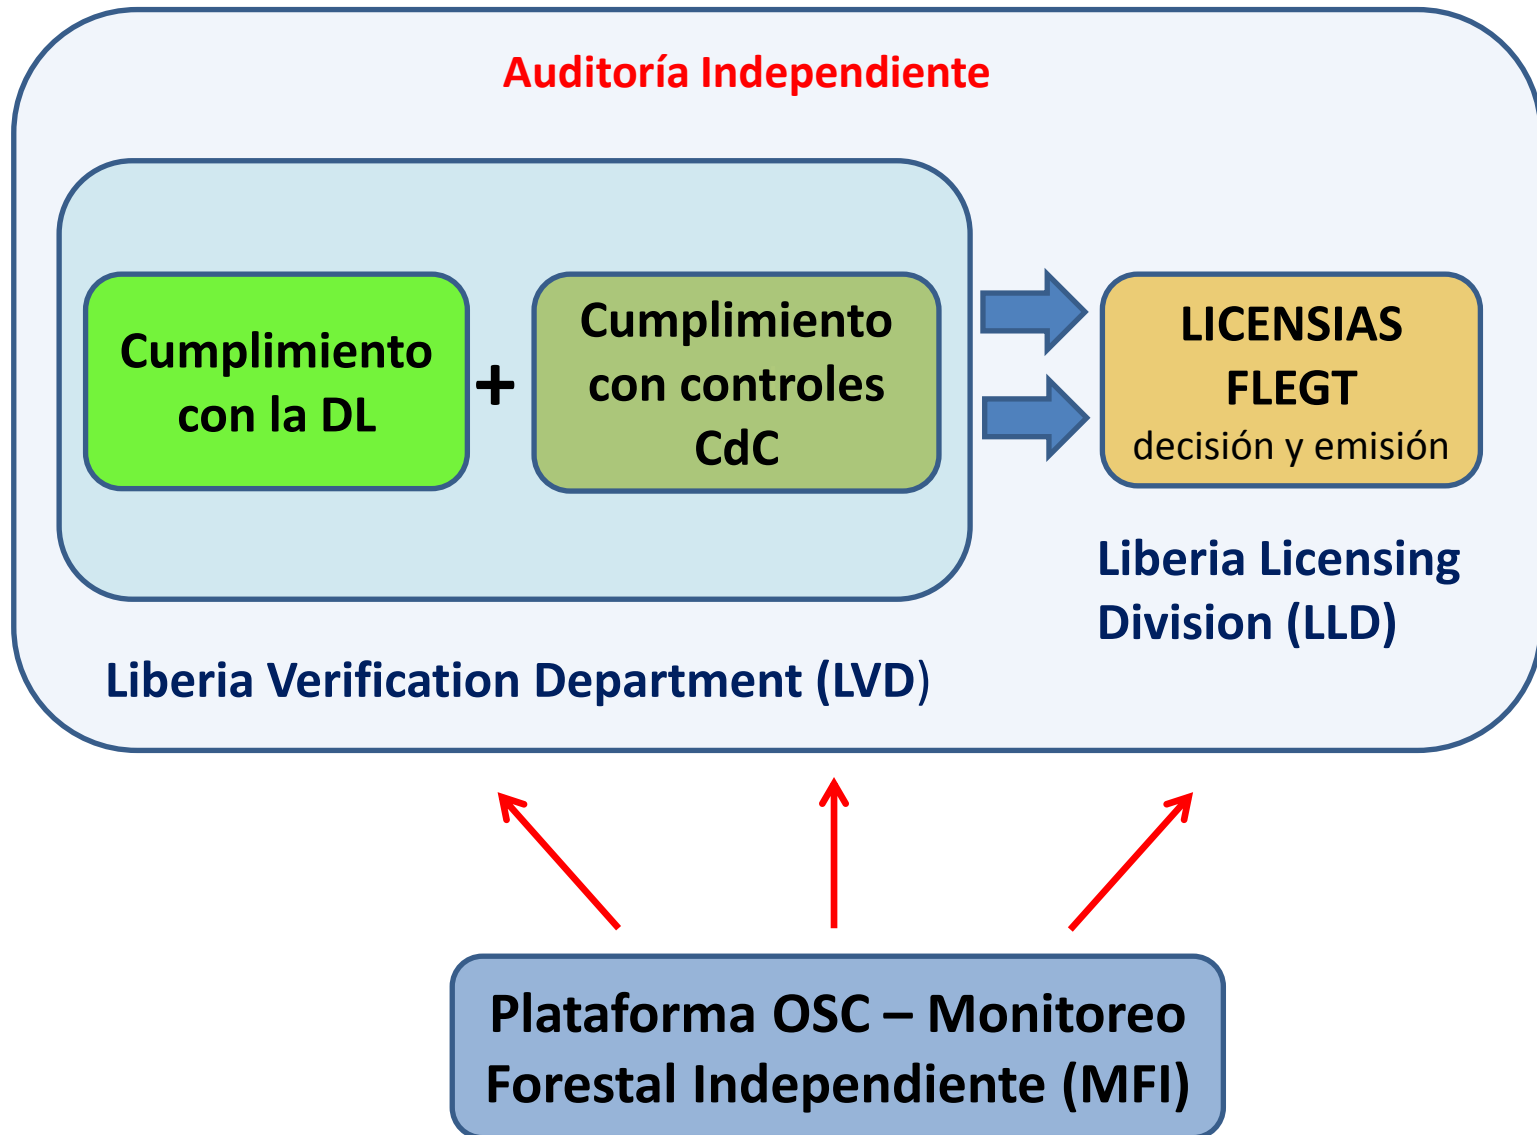 Auditoría Independiente
Cumplimiento
con la DL
+
Cumplimiento
con controles
CdC
LICENSIAS
FLEGT
decisión y emisión
Liberia Licensing
Division (LLD)
Liberia Verification Department (LVD)
Plataforma OSC – Monitoreo
Forestal Independiente (MFI)